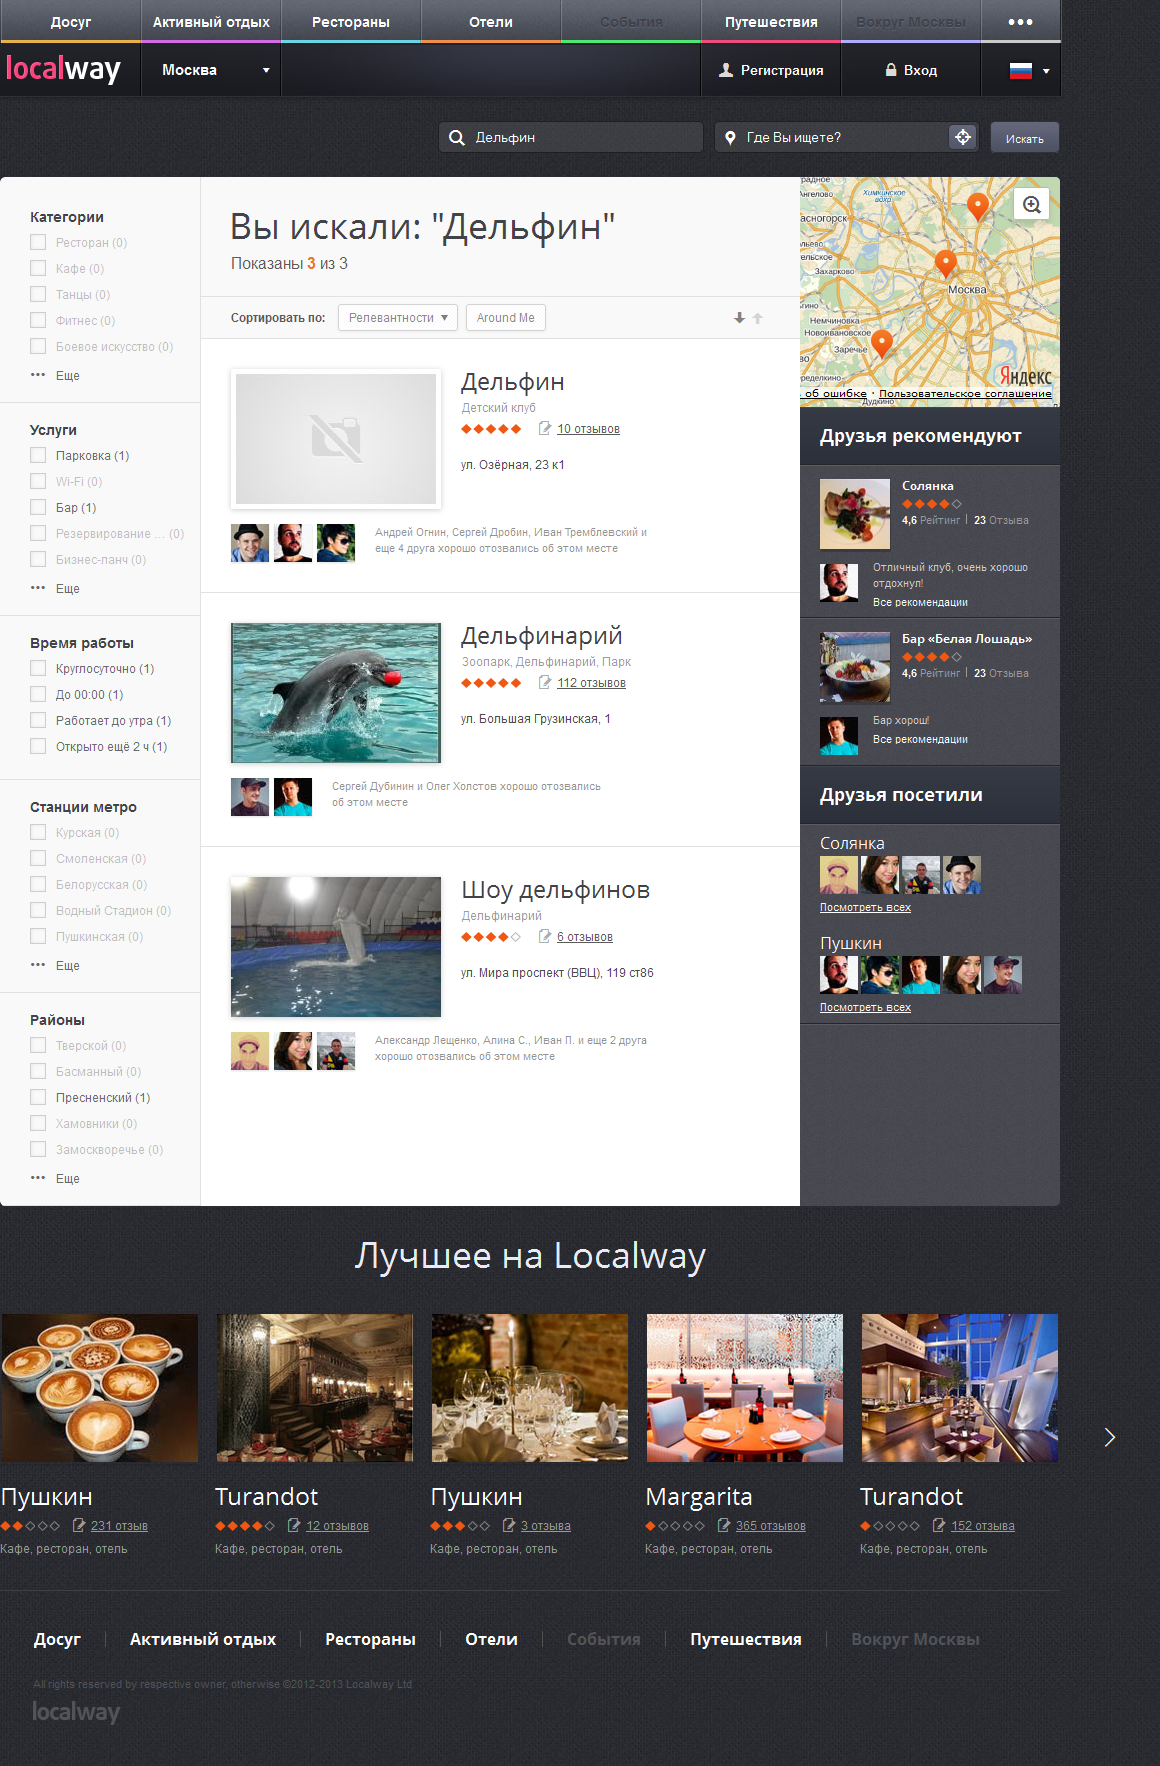 Досуг
Активный отдых
Рестораны
Отели
События
Путешествия
Вокруг Москвы
localway
Москва
Регистрация
Вход
Дельфин
Где Вы ищете?
Искать
Категории
Ресторан (0)
Кафе (0)
Танцы (0)
Фитнес (0)
Боевое искусство (0)
Еще
Услуги
Парковка (1)
Wi-Fi (0)
Бар (1)
Резервирование ... (0)
Бизнес-ланч (0)
Еще
Время работы
Круглосуточно (1)
До 00:00 (1)
Работает до утра (1)
Открыто ещё 2 ч (1)
Станции метро
Курская (0)
Смоленская (0)
Белорусская (0)
Водный Стадион (0)
Пушкинская (0)
Еще
Районы
Тверской (0)
Басманный (0)
Пресненский (1)
Хамовники (0)
Замоскворечье (0)
Еще
Вы искали: "Дельфин"
Показаны 3 из 3
Сортировать по:
Релевантности
Around Me
Дельфин
Детский клуб
10 отзывов
ул. Озёрная, 23 к1
Андрей Огнин, Сергей Дробин, Иван Тремблевский и
еще 4 друга хорошо отозвались об этом месте
Дельфинарий
Зоопарк, Дельфинарий, Парк
112 отзывов
ул. Большая Грузинская, 1
Сергей Дубинин и Олег Холстов хорошо отозвались
об этом месте
Шоу дельфинов
Дельфинарий
6 отзывов
ул. Мира проспект (ВВЦ), 119 ст86
Александр Лещенко, Алина С., Иван П. и еще 2 друга
хорошо отозвались об этом месте
Химкинское
вдхр
Ангелово
асногорск
Захарково
Москва
Немчиновка
Новоивановское
Заречье
Яндекс
об ошибке · Пользовательское соглашение
Дудкино
Друзья рекомендуют
Солянка
4,6 Рейтинг | 23 Отзыва
Отличный клуб, очень хорошо
отдохнул!
Все рекомендации
Бар «Белая Лошадь»
4,6 Рейтинг | 23 Отзыва
Бар хорош!
Все рекомендации
Друзья посетили
Солянка
Посмотреть всех
Пушкин
Посмотреть всех
Лучшее на Localway
Пушкин
231 отзыв
Кафе, ресторан, отель
Turandot
12 отзывов
Кафе, ресторан, отель
Пушкин
3 отзыва
Кафе, ресторан, отель
Margarita
365 отзывов
Кафе, ресторан, отель
Turandot
152 отзыва
Кафе, ресторан, отель
Досуг
Активный отдых
Рестораны
Отели
События
Путешествия
Вокруг Москвы
All rights reserved by respective owner, otherwise ©2012-2013 Localway Ltd
localway